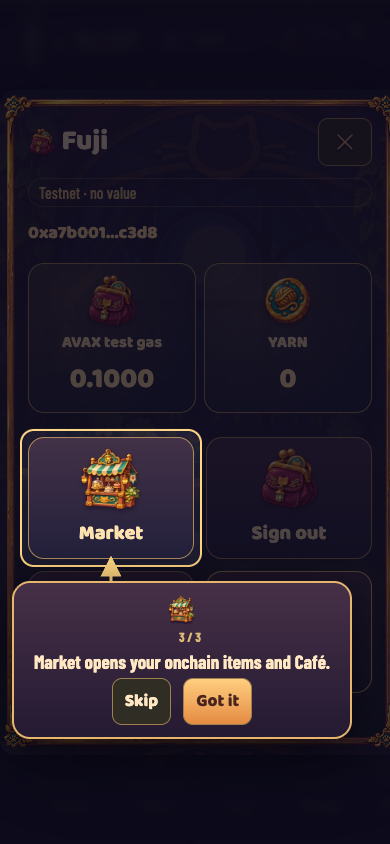 Fuji
Testnet · no value
0xa7b001...c3d8
AVAX test gas
0.1000
YARN
0
Market
Sign out
3 / 3
Market opens your onchain items and Café.
Skip
Got it